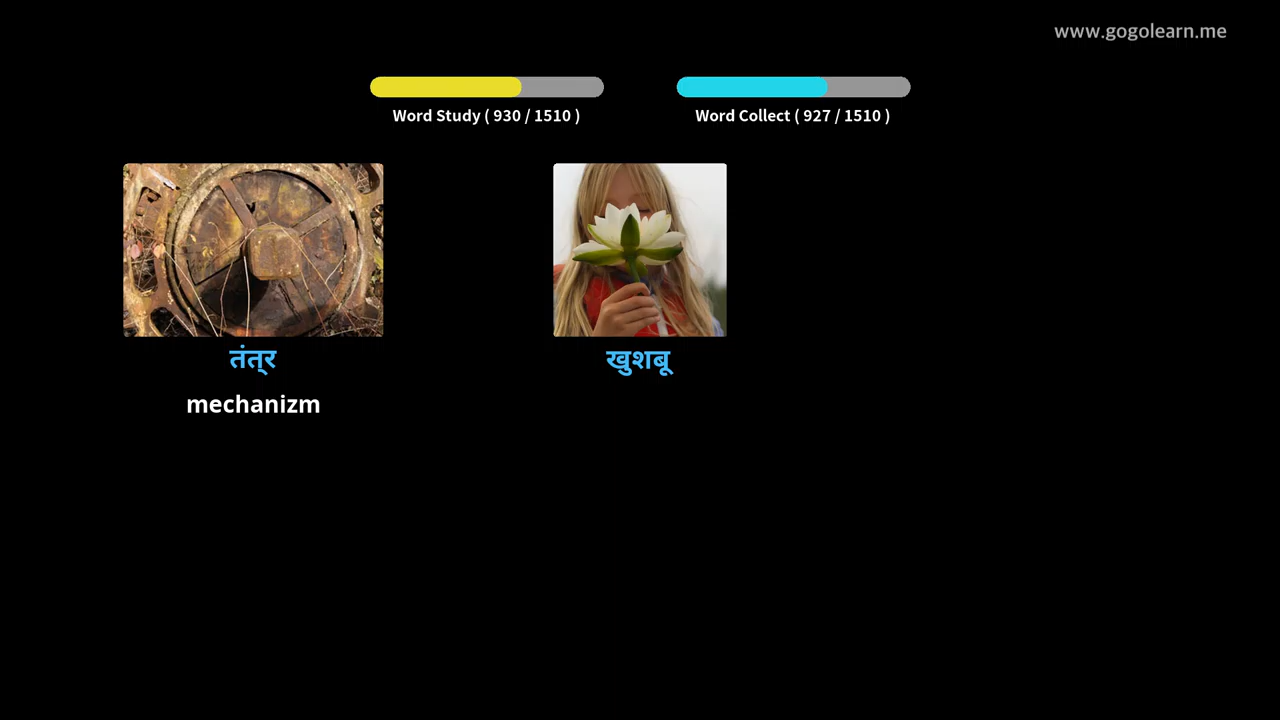 www.gogolearn.me
Word Study ( 930 / 1510 )
Word Collect ( 927 / 1510 )
तंत्र
खुशबू
mechanizm